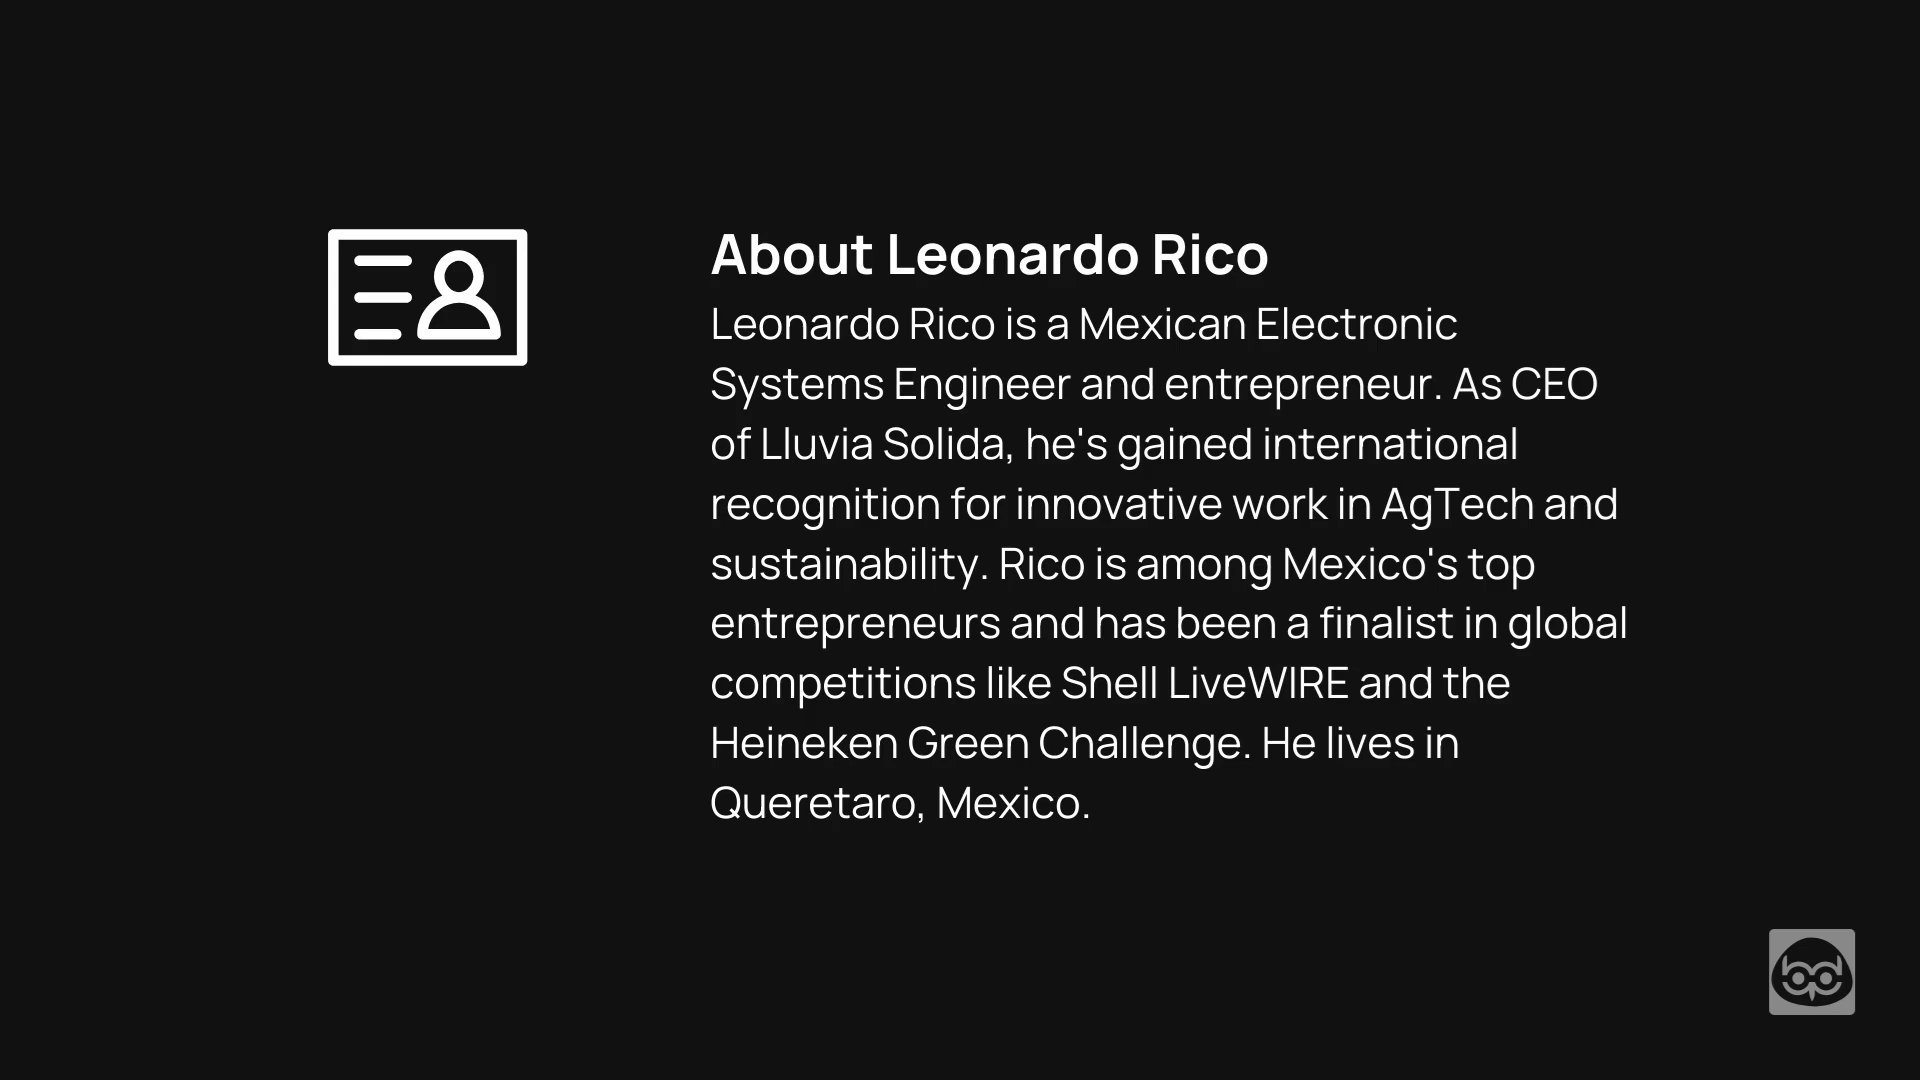 About Leonardo Rico
Leonardo Rico is a Mexican Electronic
Systems Engineer and entrepreneur. As CEO
of Lluvia Solida, he's gained international
recognition for innovative work in AgTech and
sustainability. Rico is among Mexico's top
entrepreneurs and has been a finalist in global
competitions like Shell LiveWIRE and the
Heineken Green Challenge. He lives in
Queretaro, Mexico.